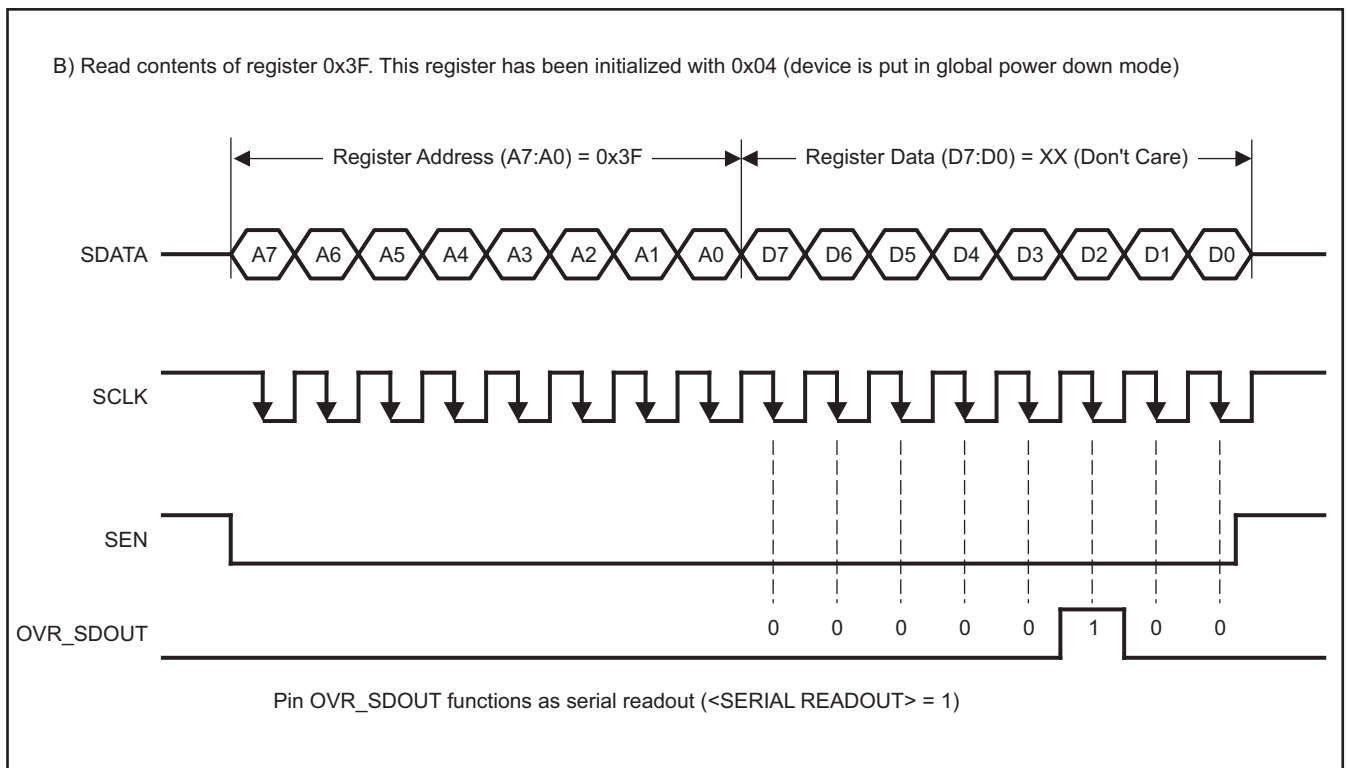 B) Read contents of register 0x3F. This register has been initialized with 0x04 (device is put in global power down mode)
Register Address (A7:A0) = 0x3F
Register Data (D7:D0) = XX (Don't Care)
SDATA
A7 A6 A5 A4 A3 A2 A1 A0 D7 D6 D5 D4 D3 D2 D1 D0
SCLK
SEN
OVR_SDOUT
0 0 0 0 0 1 0 0
Pin OVR_SDOUT functions as serial readout (<SERIAL READOUT> = 1)